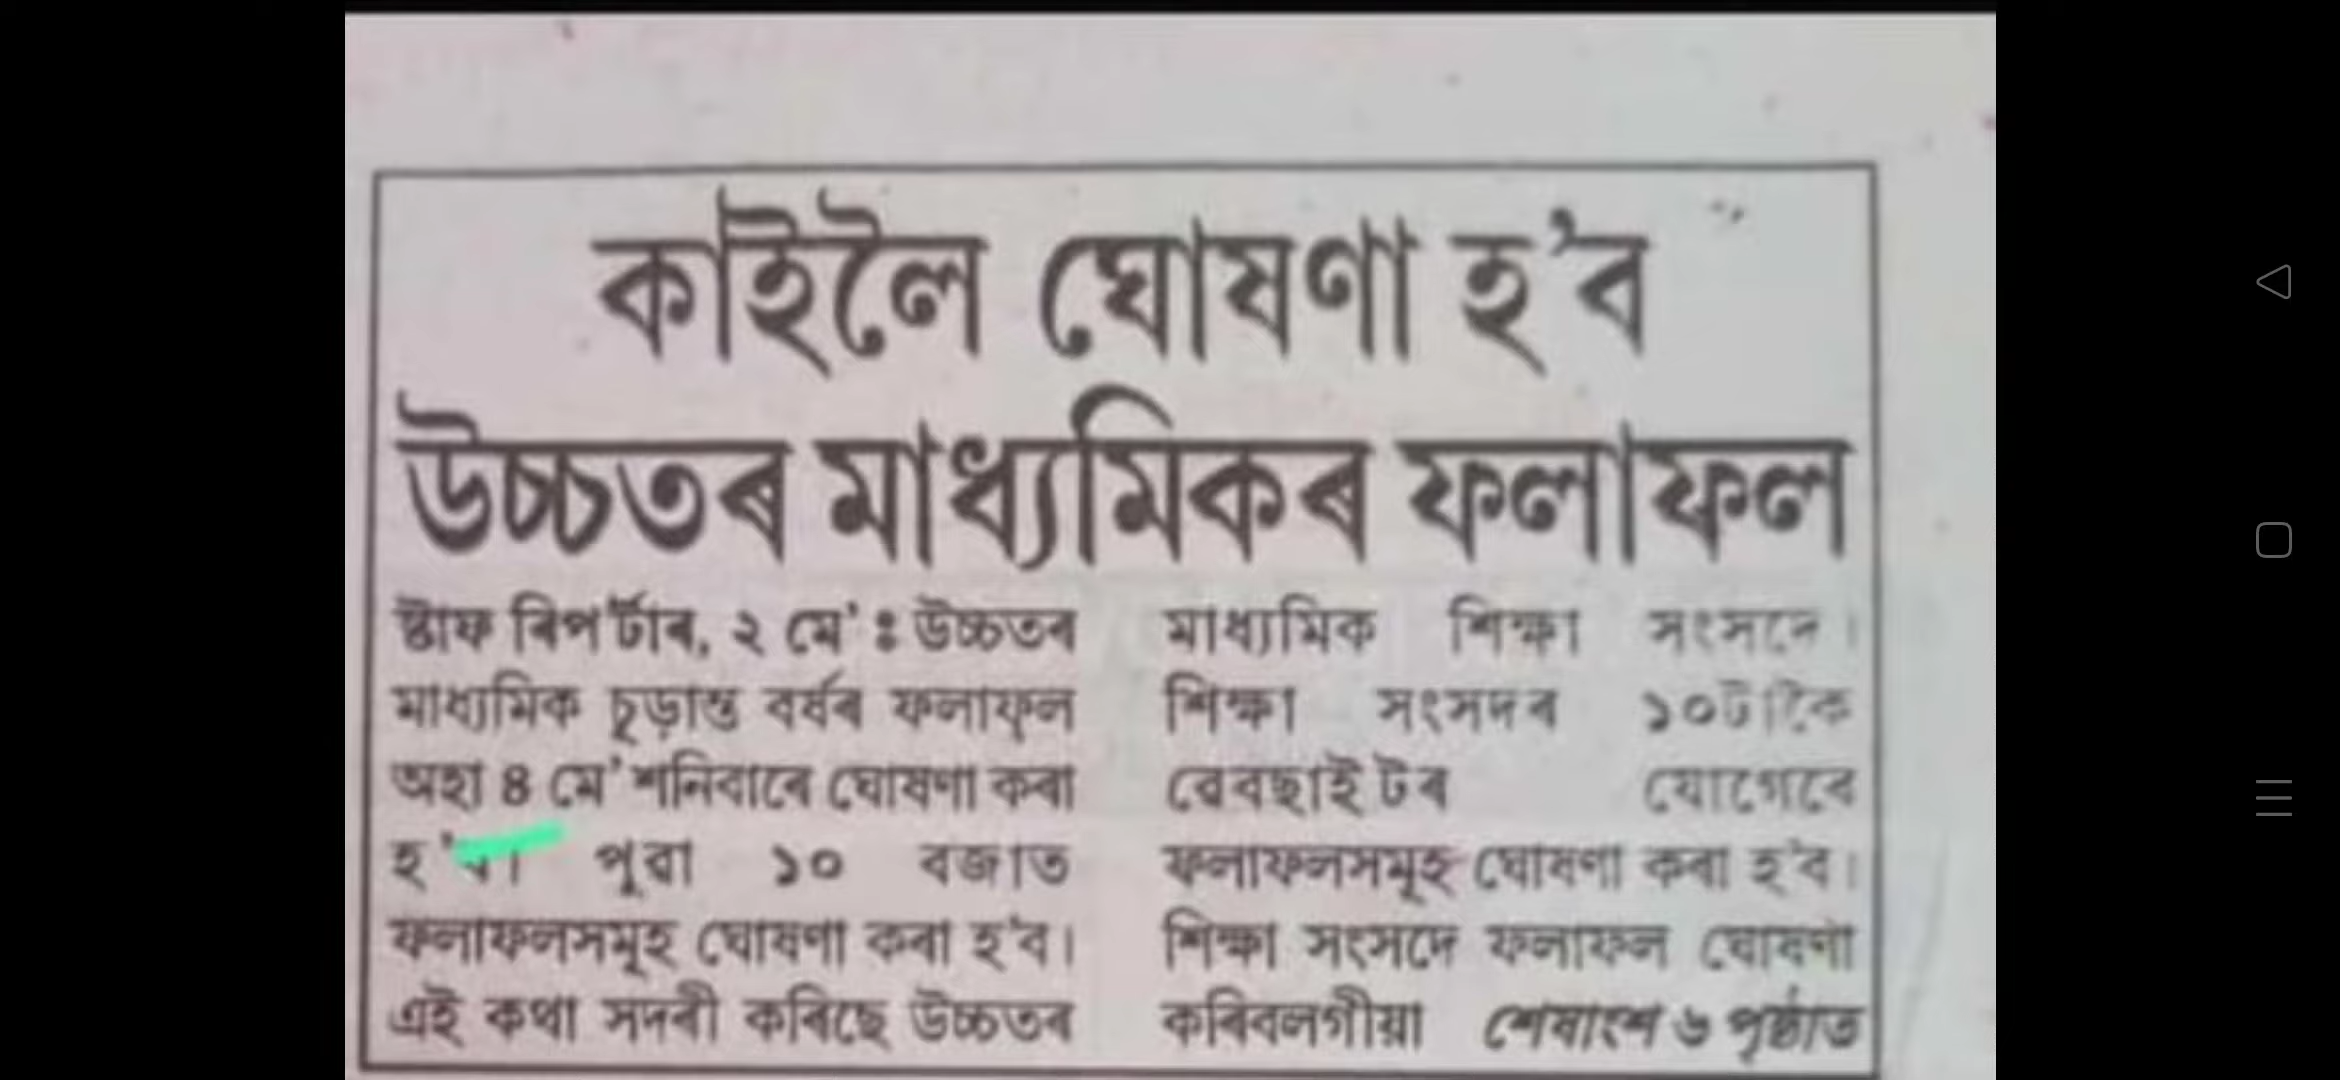 কাইলৈ ঘোষণা হ'ব
উচ্চতৰ মাধ্যমিকৰ ফলাফল
ষ্টাফ ৰিপৰ্টাৰ, ২ মে' ঃ উচ্চতৰ
মাধ্যমিক চূড়ান্ত বৰ্ষৰ ফলাফল
অহা ৪ মে' শনিবাৰে ঘোষণা কৰা
হ'ব। পুৱা ১০ বজাত
ফলাফলসমূহ ঘোষণা কৰা হ'ব।
এই কথা সদৰী কৰিছে উচ্চতৰ
মাধ্যমিক শিক্ষা সংসদে।
শিক্ষা সংসদৰ ১০টাকৈ
ৱেবছাইটৰ যোগেৰে
ফলাফলসমূহ ঘোষণা কৰা হ'ব।
শিক্ষা সংসদে ফলাফল ঘোষণা
কৰিবলগীয়া শেষাংশ ৬ পৃষ্ঠাত